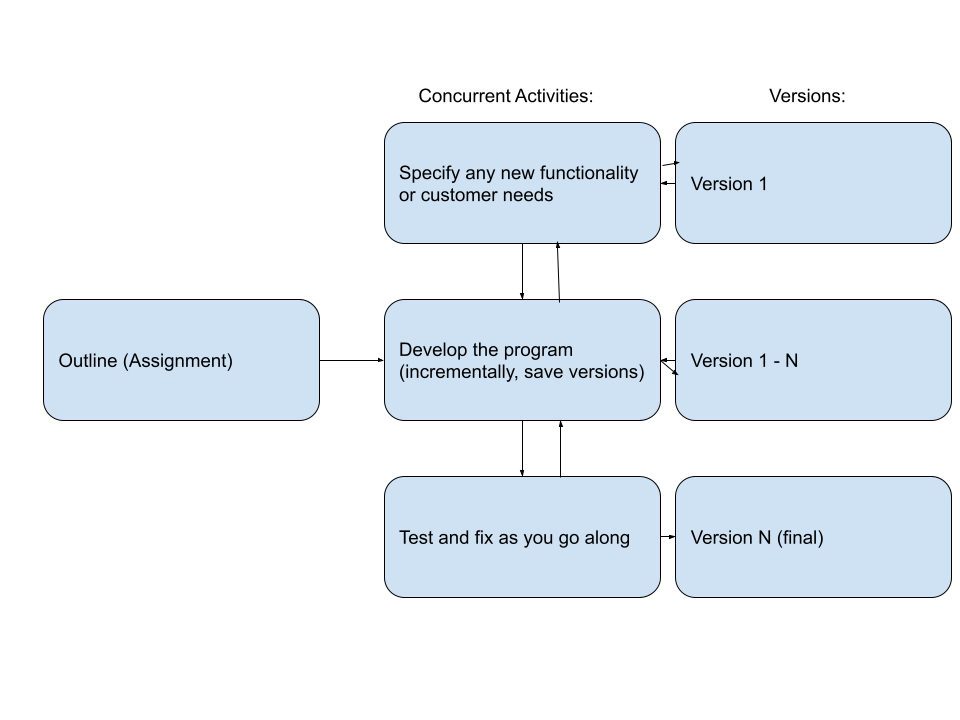 Concurrent Activities:
Versions:
Specify any new functionality
or customer needs
Version 1
Outline (Assignment)
Develop the program
(incrementally, save versions)
Version 1 - N
Test and fix as you go along
Version N (final)